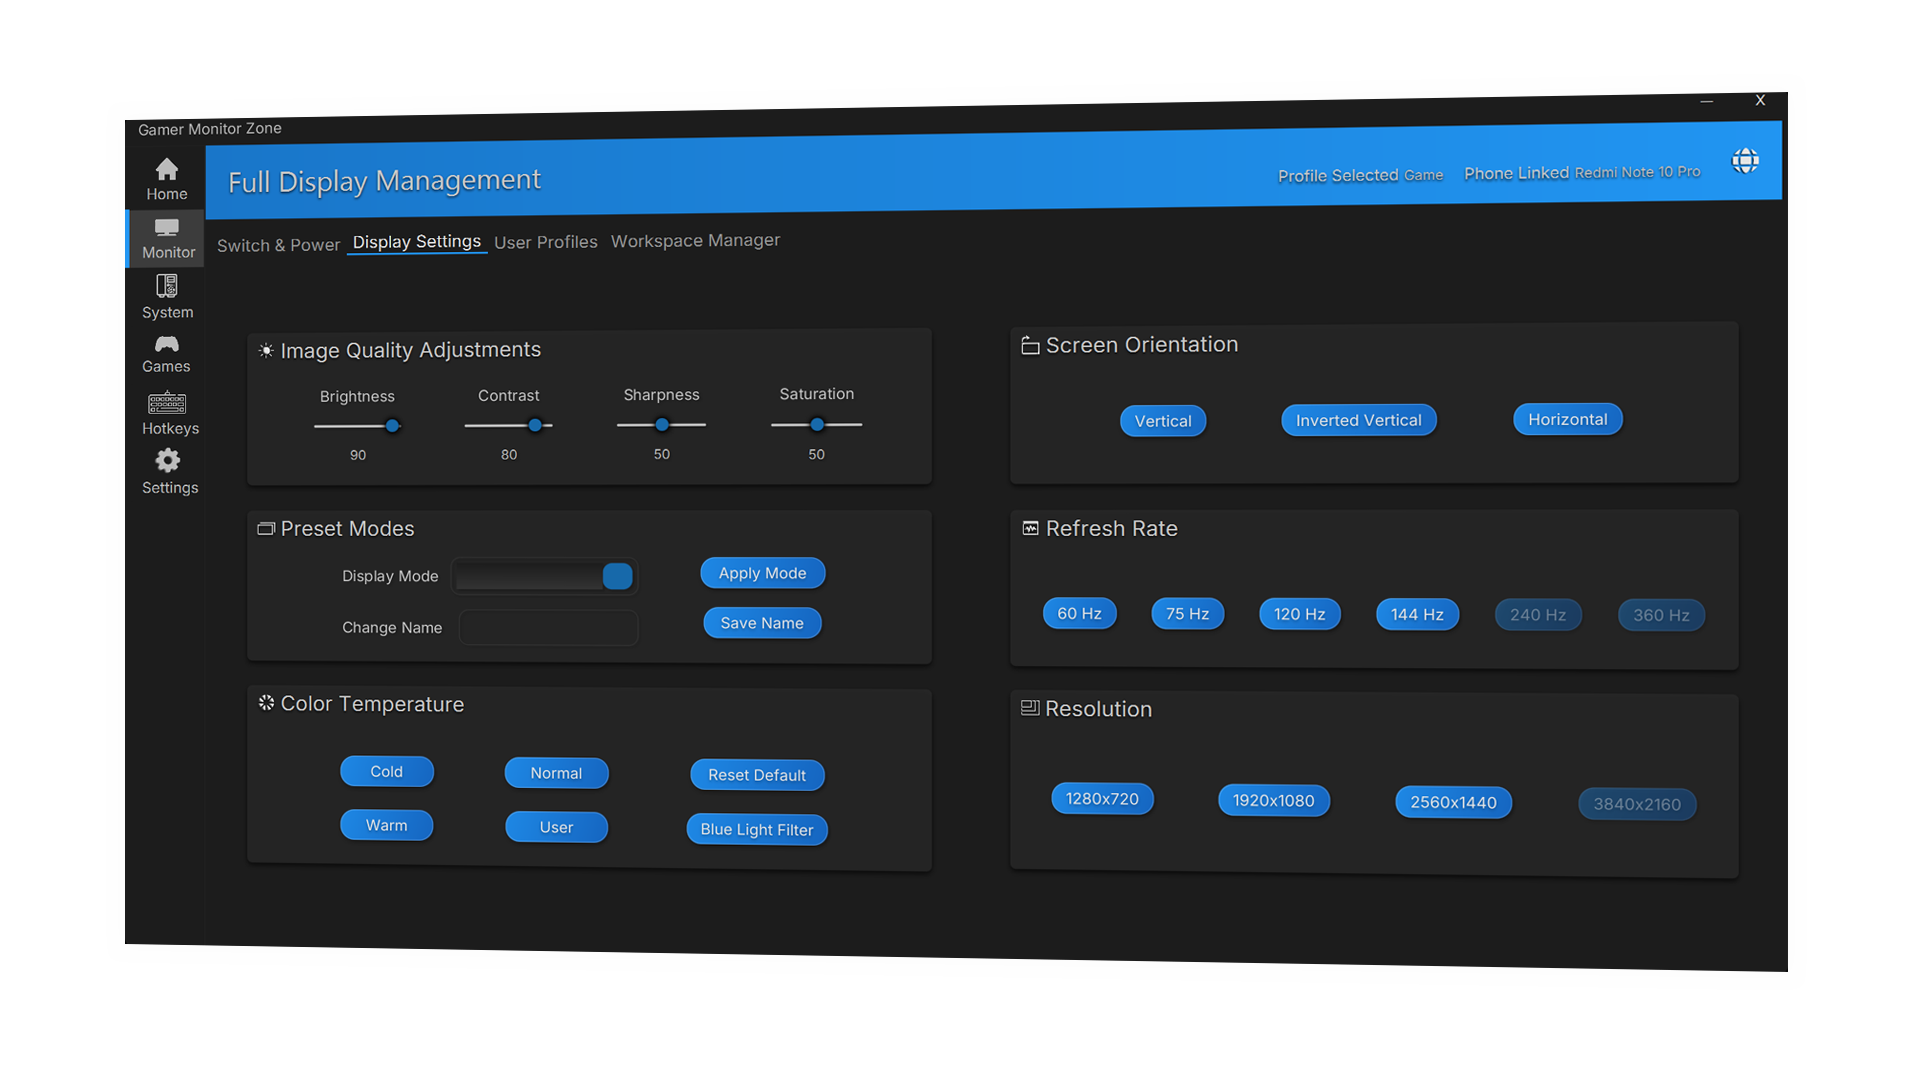 Gamer Monitor Zone
— X
Full Display Management
Profile Selected Game Phone Linked Redmi Note 10 Pro
Home
Monitor
System
Games
Hotkeys
Settings
Switch & Power Display Settings User Profiles Workspace Manager
Image Quality Adjustments
Brightness Contrast Sharpness Saturation
90 80 50 50
Preset Modes
Display Mode Apply Mode
Change Name Save Name
Color Temperature
Cold Normal Reset Default
Warm User Blue Light Filter
Screen Orientation
Vertical Inverted Vertical Horizontal
Refresh Rate
60 Hz 75 Hz 120 Hz 144 Hz 240 Hz 360 Hz
Resolution
1280x720 1920x1080 2560x1440 3840x2160